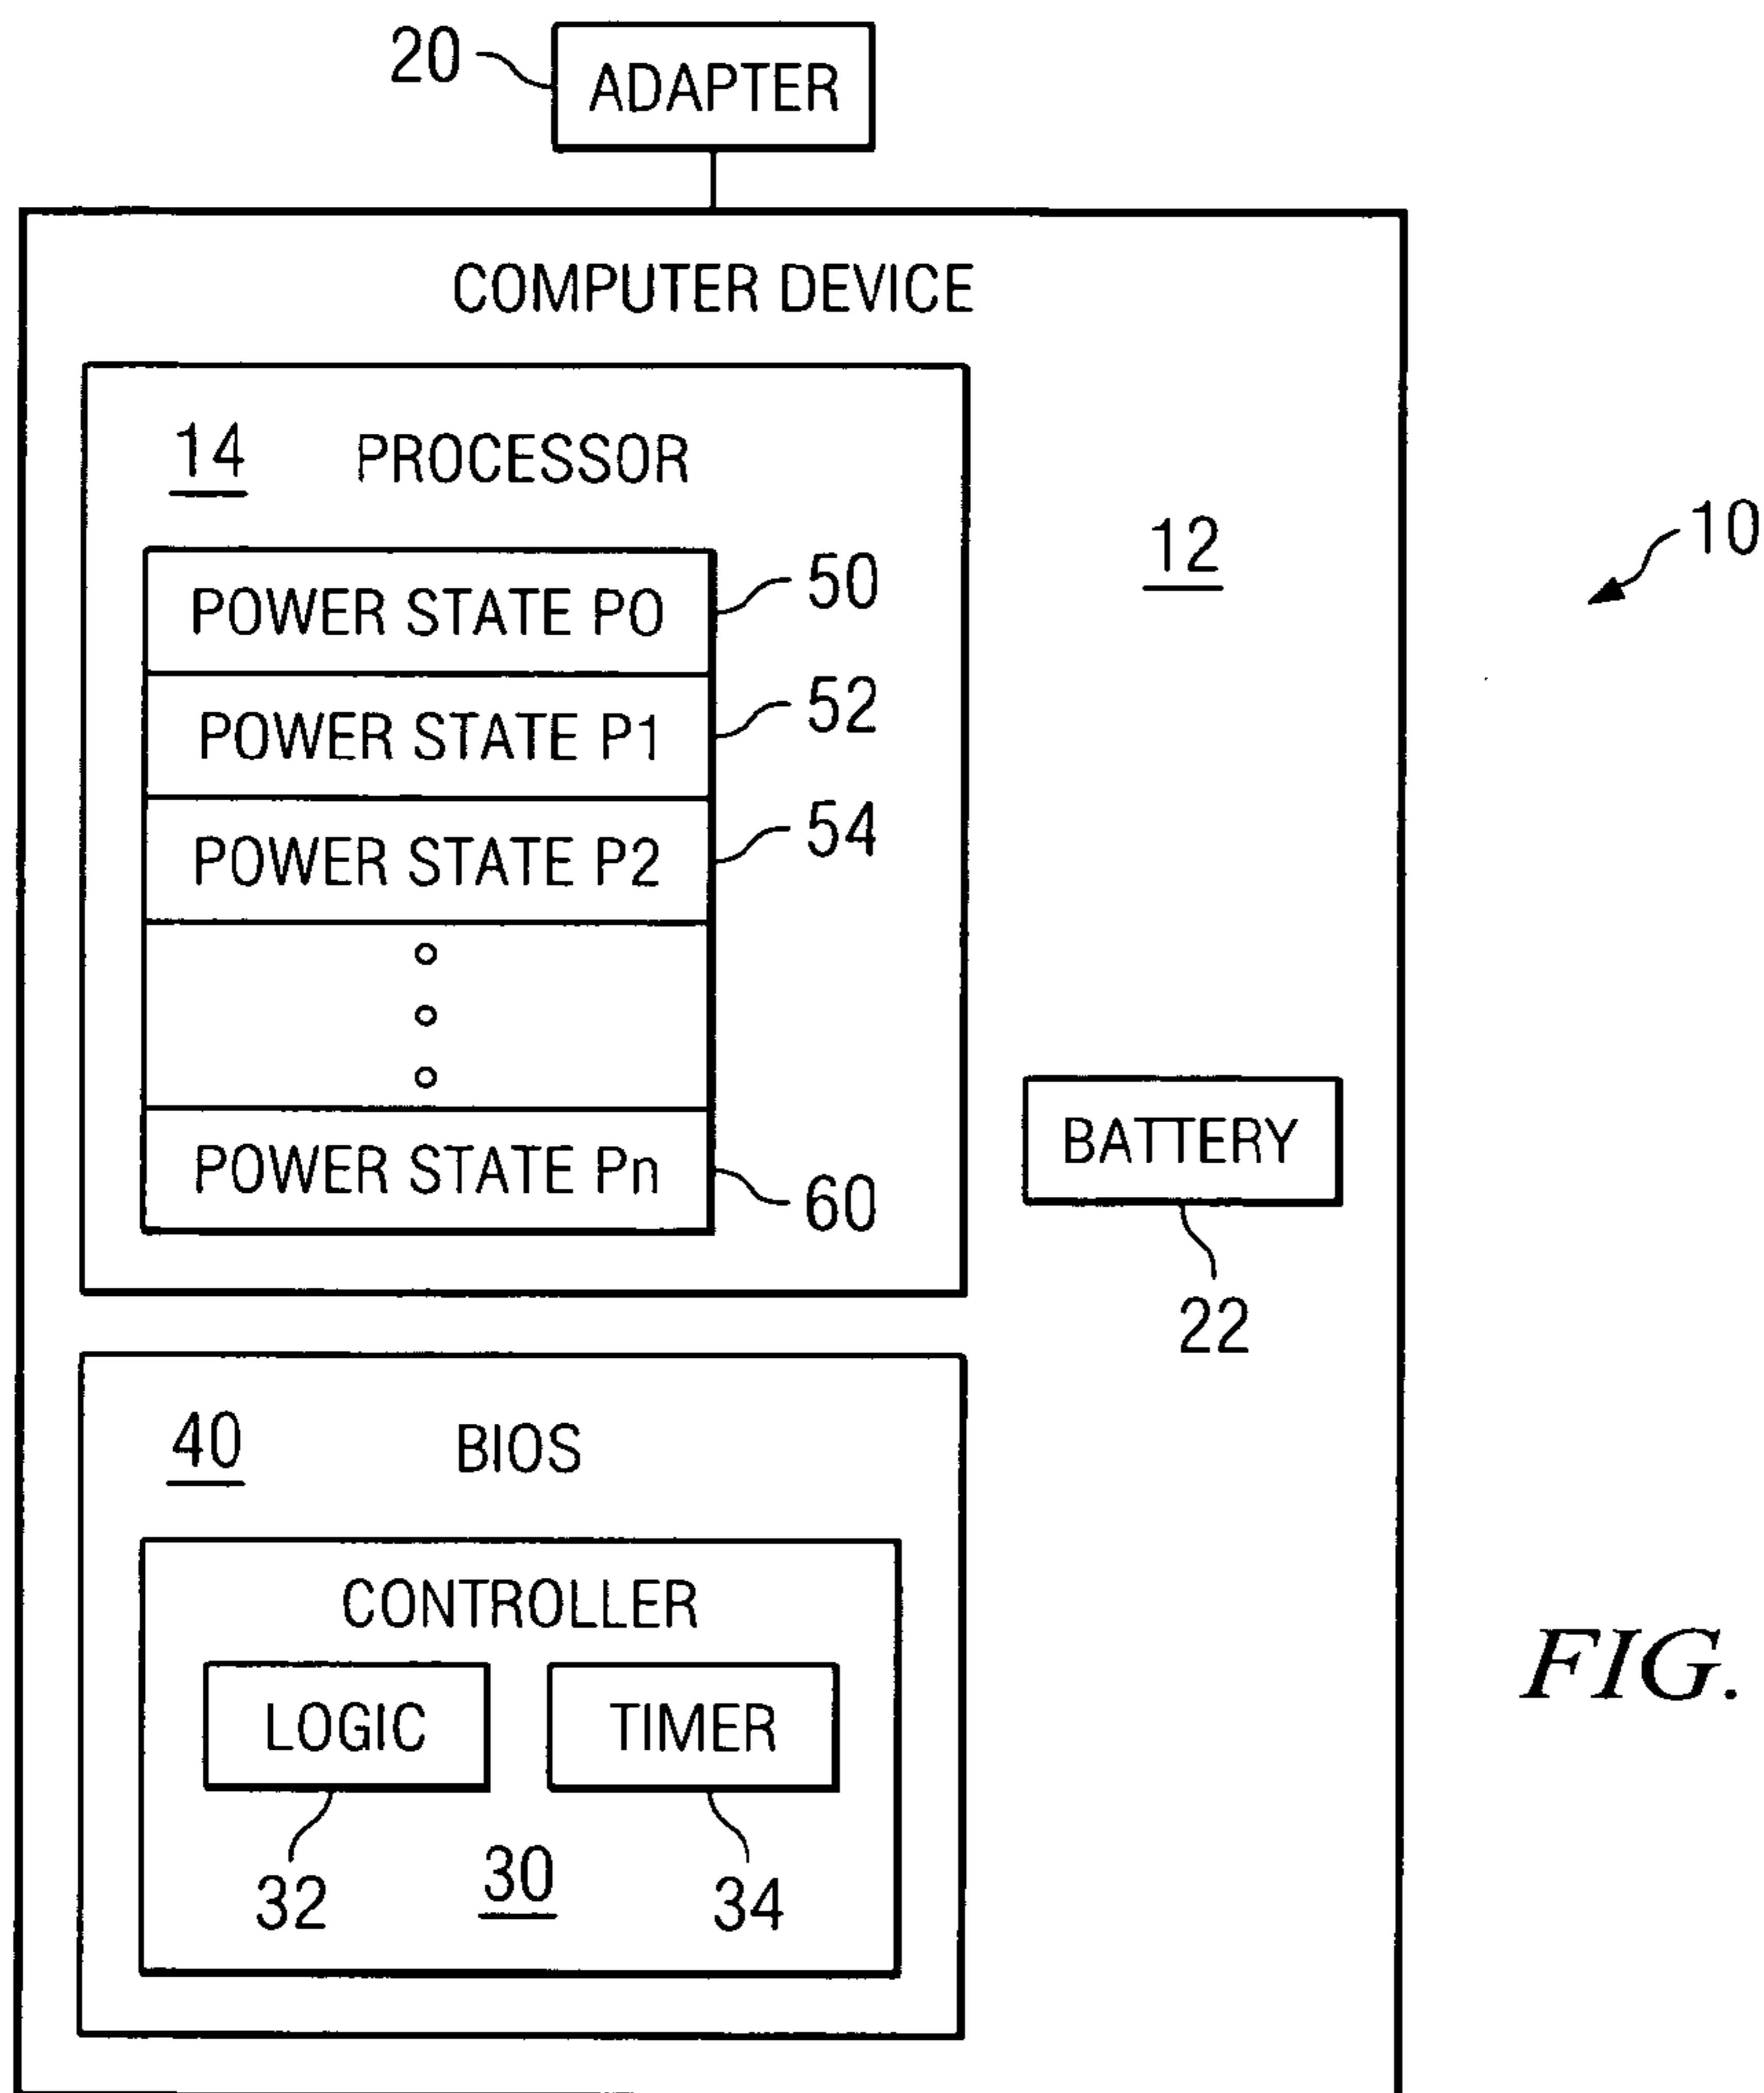 20
ADAPTER
COMPUTER DEVICE
14 PROCESSOR
12
10
POWER STATE P0
50
POWER STATE P1
52
POWER STATE P2
54
POWER STATE Pn
60
BATTERY
22
40 BIOS
CONTROLLER
LOGIC
TIMER
32
30
34
FIG.